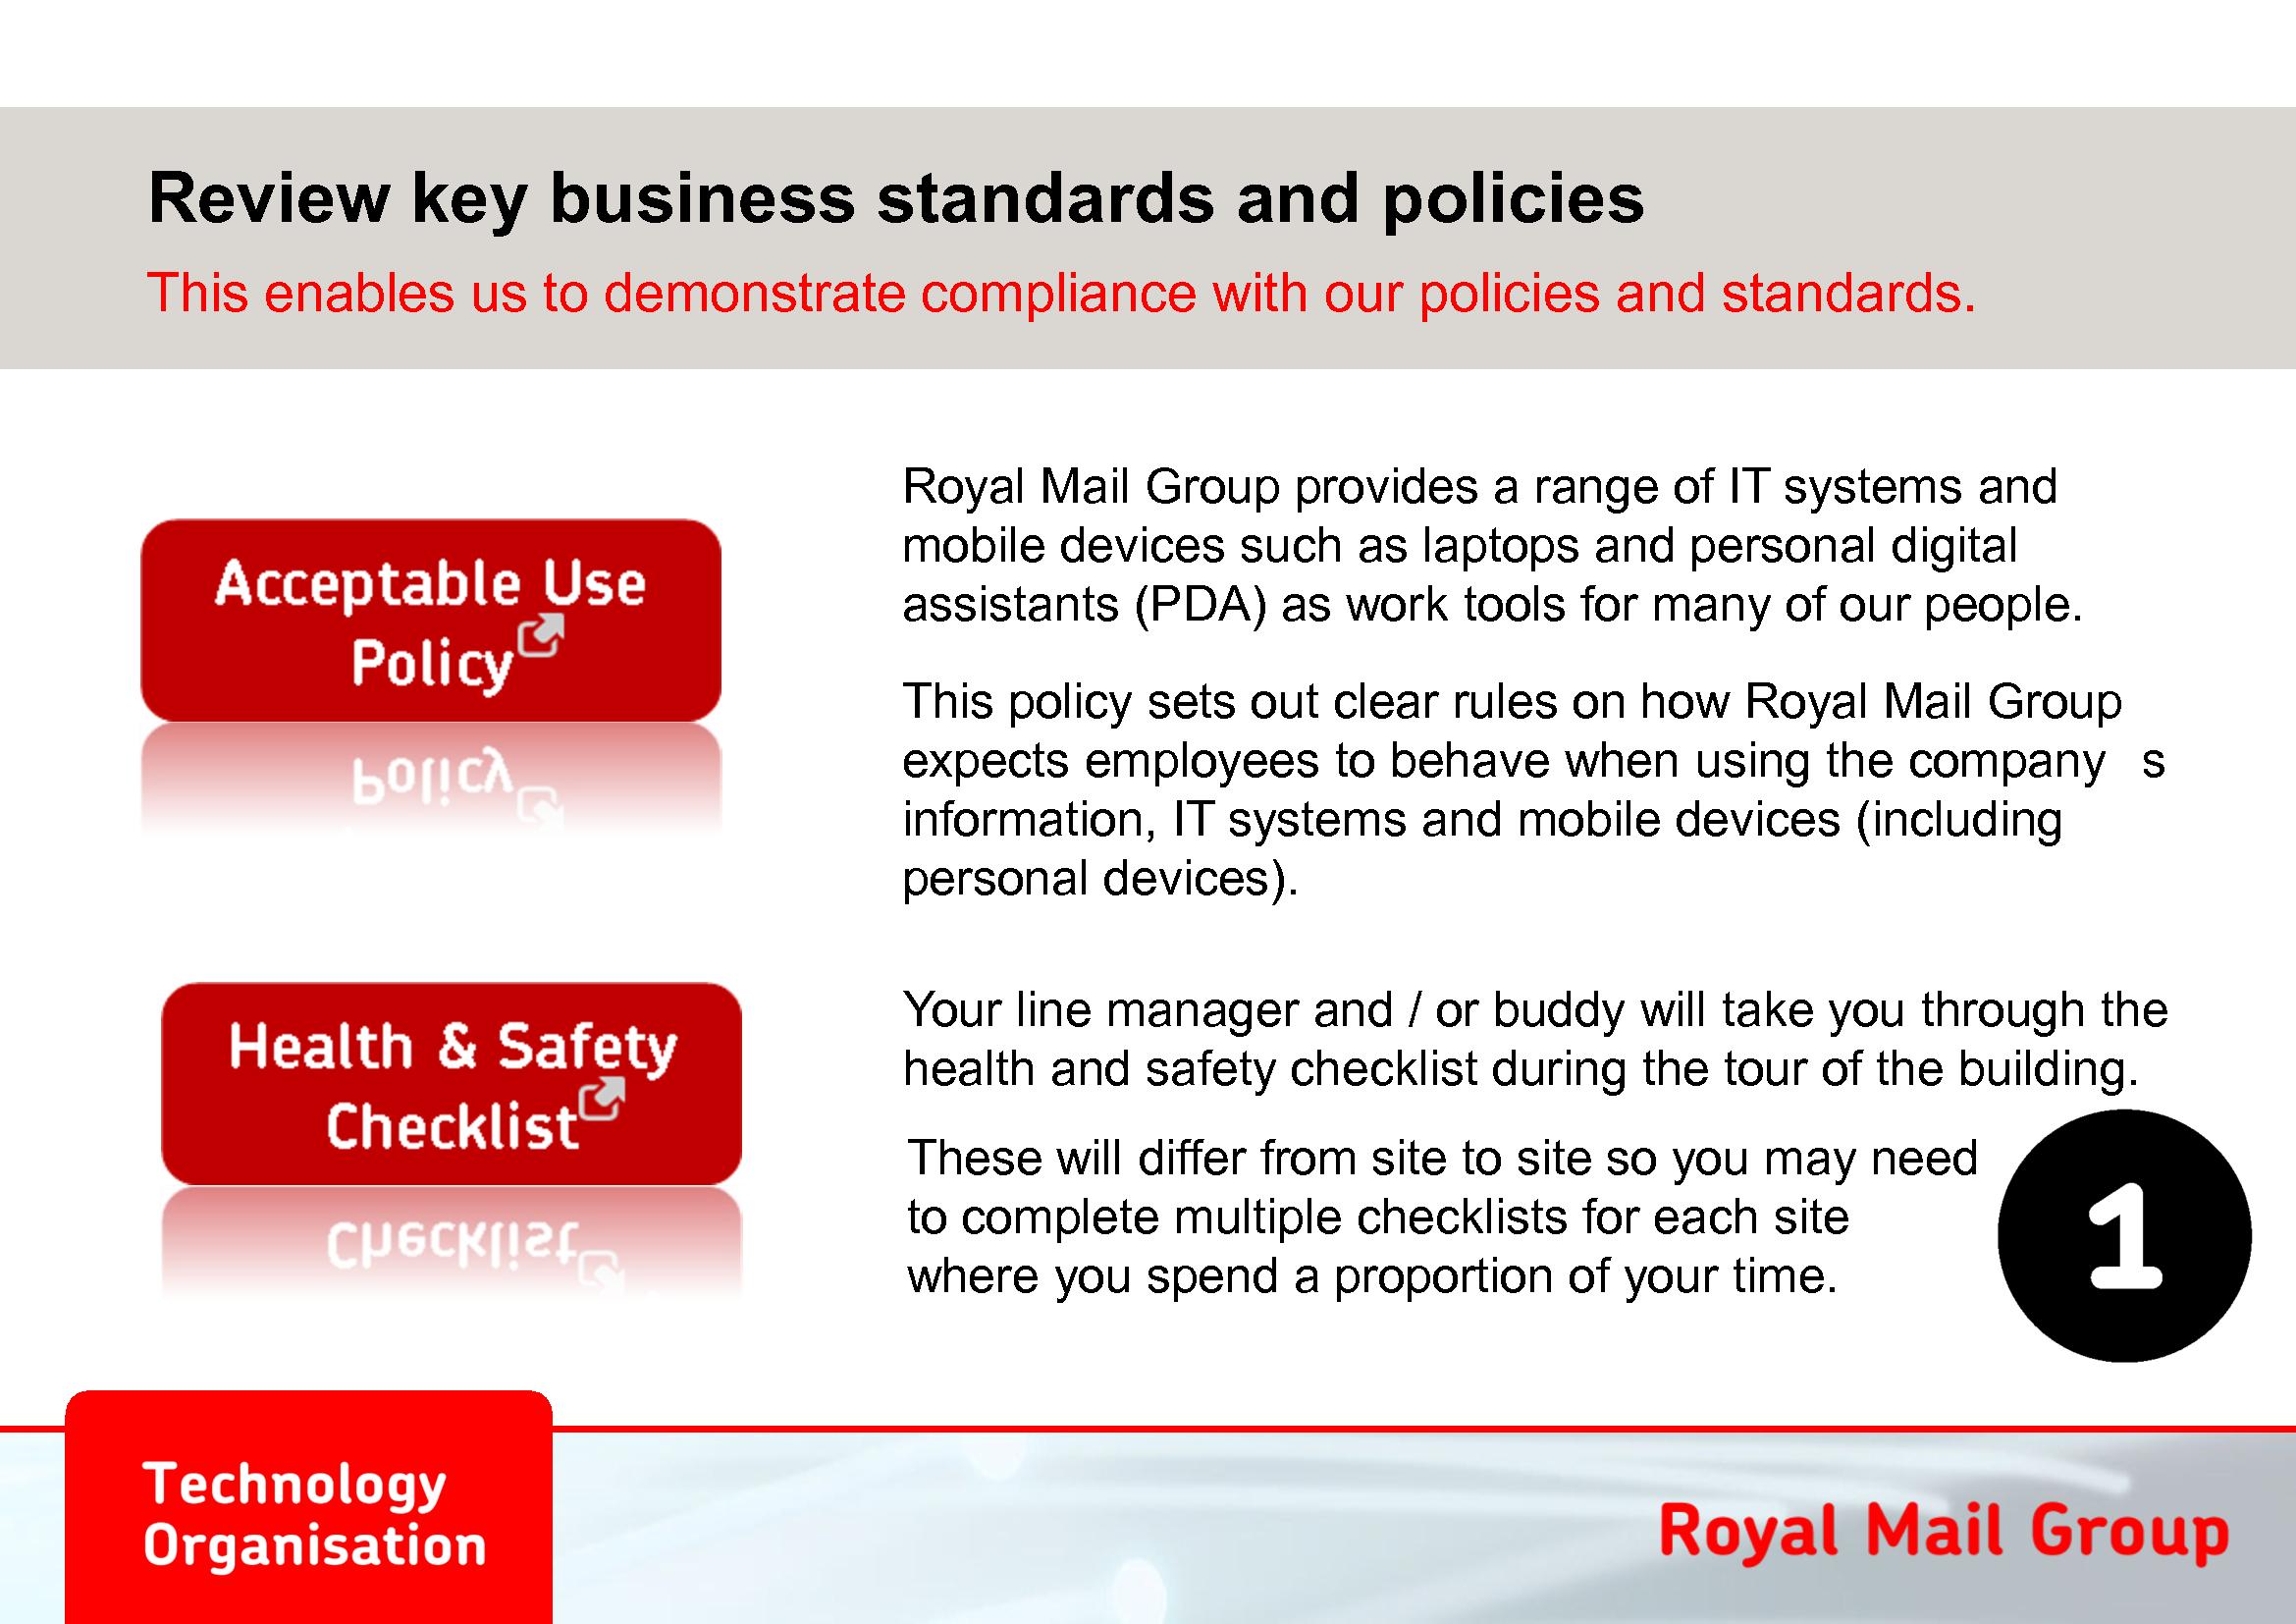 Review key business standards and policies
This enables us to demonstrate compliance with our policies and standards.
Acceptable Use
Policy
Royal Mail Group provides a range of IT systems and
mobile devices such as laptops and personal digital
assistants (PDA) as work tools for many of our people.
This policy sets out clear rules on how Royal Mail Group
expects employees to behave when using the company s
information, IT systems and mobile devices (including
personal devices).
Health & Safety
Checklist
Your line manager and / or buddy will take you through the
health and safety checklist during the tour of the building.
These will differ from site to site so you may need
to complete multiple checklists for each site
where you spend a proportion of your time.
1
Technology
Organisation
Royal Mail Group